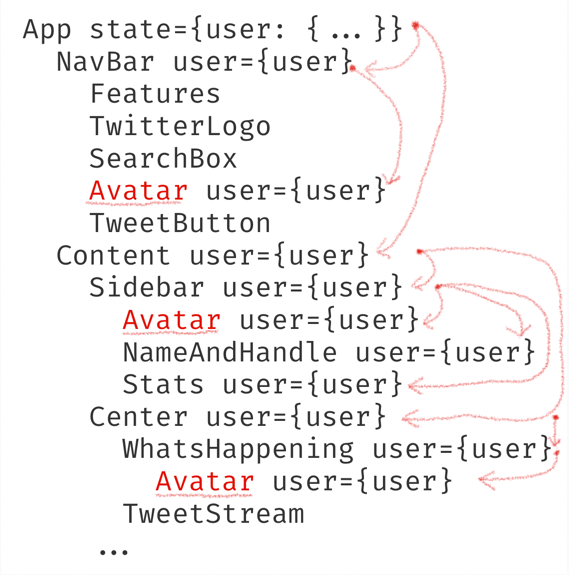 App state={user: {...}}
NavBar user={user}
Features
TwitterLogo
SearchBox
Avatar user={user}
TweetButton
Content user={user}
Sidebar user={user}
Avatar user={user}
NameAndHandle user={user}
Stats user={user}
Center user={user}
WhatsHappening user={user}
Avatar user={user}
TweetStream
...